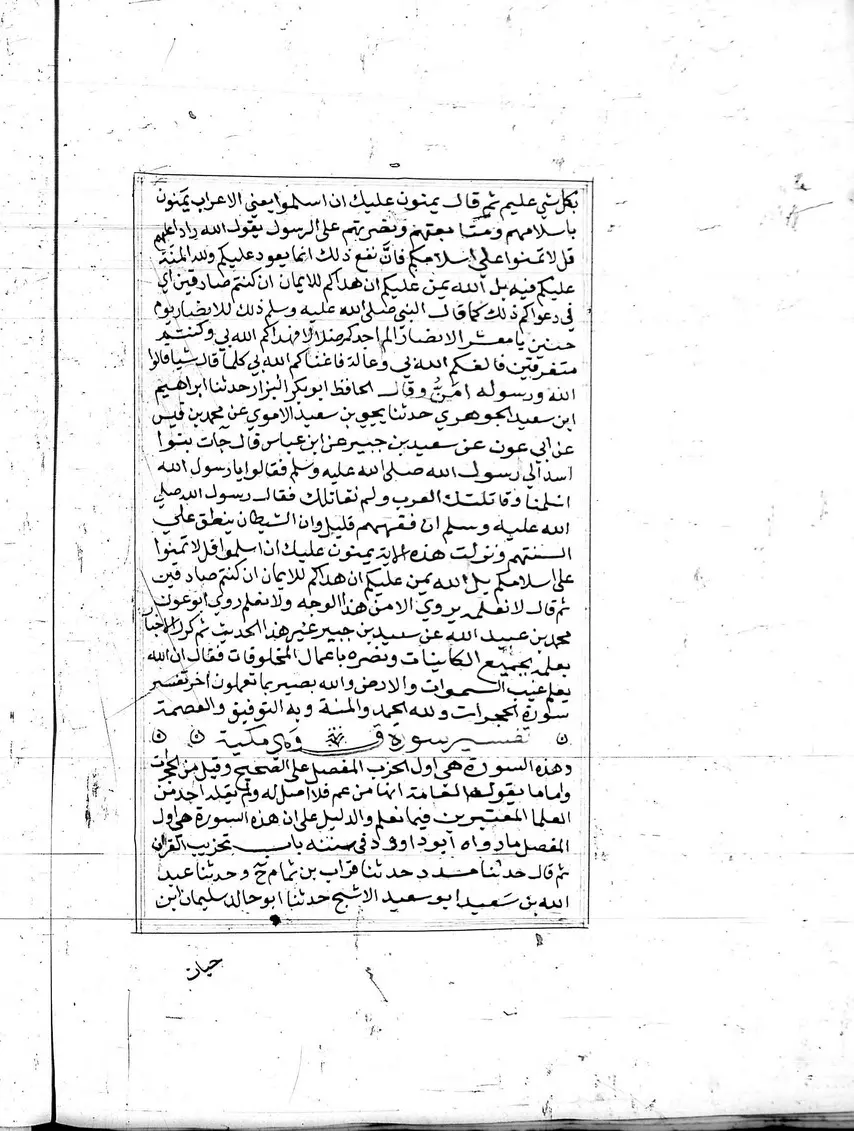 بكل شي عليم ثم قال يمنون عليك ان اسلموا يعني الاعراب يمنون
باسلامهم ومتابعتهم ونصرتهم على الرسول يقول الله رادا عليهم
قل لا تمنوا علي اسلامكم فان نفع ذلك انما يعود عليكم ولله المنة
عليكم فيه بل الله يمن عليكم ان هداكم للايمان ان كنتم صادقين اي
في دعواكم ذلك كما قال النبي صلى الله عليه وسلم ذلك للانصار يوم
حنين يا معشر الانصار الم اجدكم ضلالا فهداكم الله بي وكنتم
متفرقين فالفكم الله بي وعالة فاغناكم الله بي كلما قال شيا قالوا
الله ورسوله امن وقال الحافظ ابو بكر البزار حدثنا ابراهيم
ابن سعيد الجوهري حدثنا يحيى بن سعيد الاموي عن محمد بن قيس
عن ابي عون عن سعيد بن جبير عن ابن عباس قال جات بنوا
اسد الي رسول الله صلى الله عليه وسلم فقالوا يا رسول الله
اسلمنا وقاتلتك العرب ولم نقاتلك فقال رسول الله صلي
الله عليه وسلم ان فقههم قليل وان الشيطان ينطق علي
السنتهم ونزلت هذه الاية يمنون عليك ان اسلموا قل لا تمنوا
على اسلامكم بل الله يمن عليكم ان هداكم للايمان ان كنتم صادقين
ثم قال لا نعلمه يروي الا من هذا الوجه ولا نعلم روي ابو عون
محمد بن عبيد الله عن سعيد بن جبير غير هذا الحديث ثم كرر الاخبار
بعلمه بجميع الكاينات وبصره باعمال المخلوقات فقال ان الله
يعلم غيب السموات والارض والله بصير بما تعملون اخر تفسير
سورة الحجرات ولله الحمد والمنة وبه التوفيق والعصمة
تفسير سورة ق وهي مكية
وهذه السورة هي اول الحزب المفصل على الصحيح وقيل من الحجرات
واما ما يقوله العامة انها من عم فلا اصل له ولم يقله احد من
العلما المعتبرين فيما نعلم والدليل على ان هذه السورة هي اول
المفصل ما رواه ابو داوود في سننه باب تحزيب القران
ثم قال حدثنا مسدد حدثنا قران بن تمام ح وحدثنا عبد
الله بن سعيد ابو سعيد الاشج حدثنا ابو خالد سليمان ابن
حيان